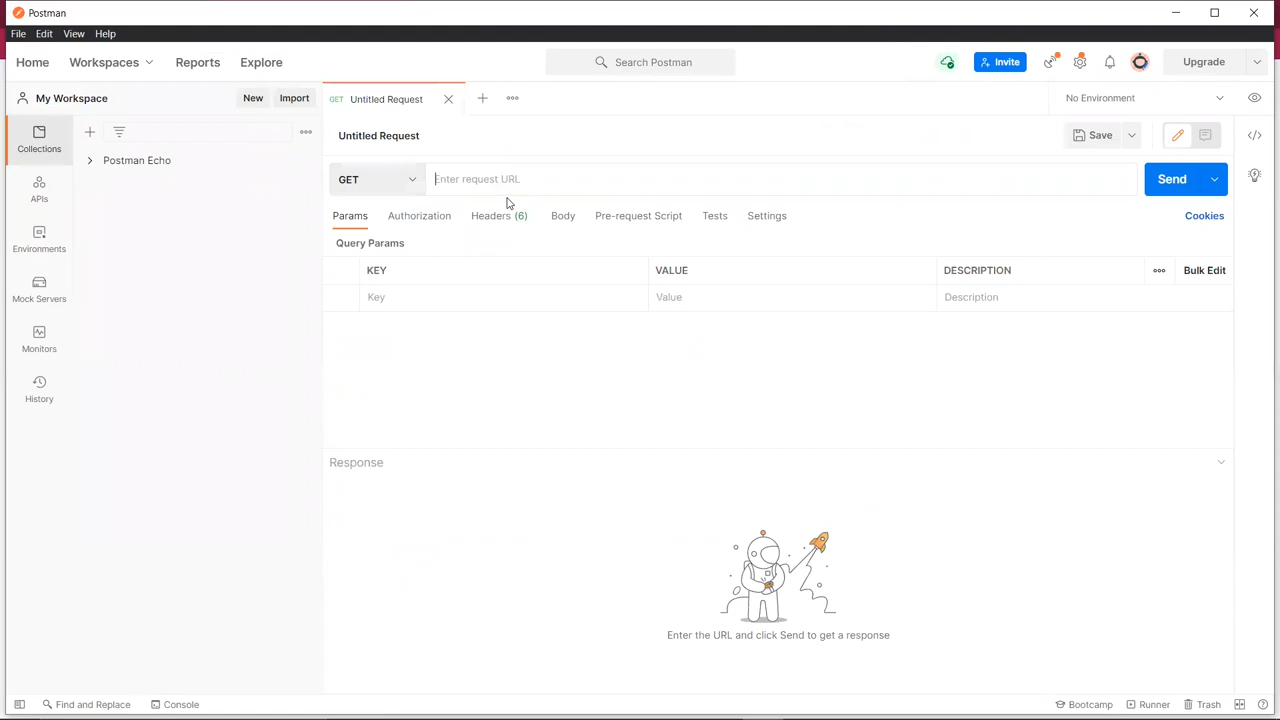 Postman
File Edit View Help
Home Workspaces Reports Explore Search Postman Invite Upgrade
My Workspace New Import GET Untitled Request No Environment
Untitled Request Save
Collections
Postman Echo
GET Enter request URL Send
APIs
Params Authorization Headers (6) Body Pre-request Script Tests Settings Cookies
Environments
Query Params
KEY VALUE DESCRIPTION Bulk Edit
Mock Servers
Key Value Description
Monitors
History
Response
Enter the URL and click Send to get a response
Find and Replace Console Bootcamp Runner Trash